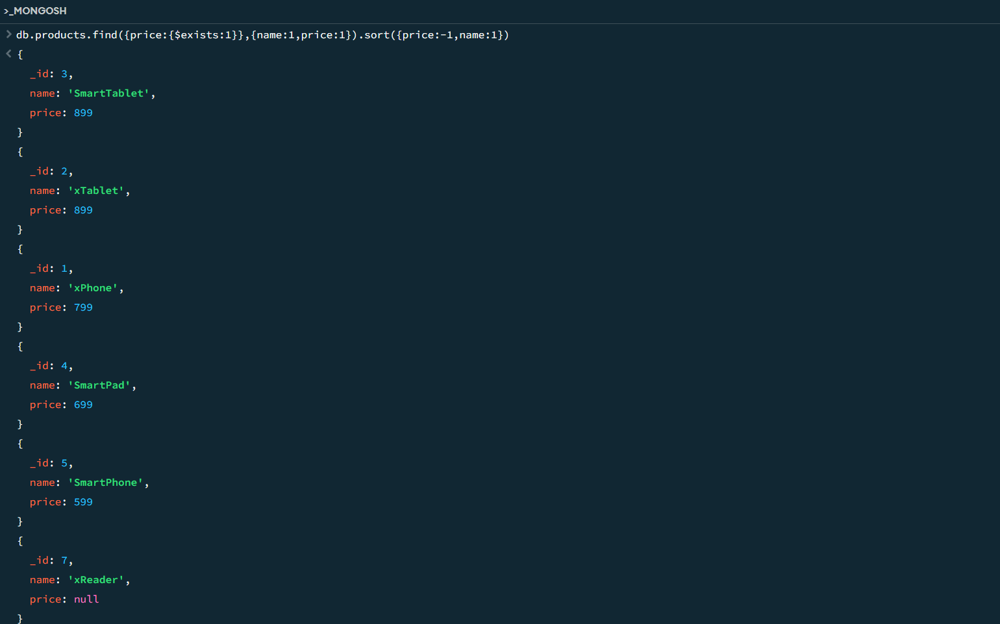 >_MONGOSH
> db.products.find({price:{$exists:1}},{name:1,price:1}).sort({price:-1,name:1})
< {
_id: 3,
name: 'SmartTablet',
price: 899
}
{
_id: 2,
name: 'xTablet',
price: 899
}
{
_id: 1,
name: 'xPhone',
price: 799
}
{
_id: 4,
name: 'SmartPad',
price: 699
}
{
_id: 5,
name: 'SmartPhone',
price: 599
}
{
_id: 7,
name: 'xReader',
price: null
}